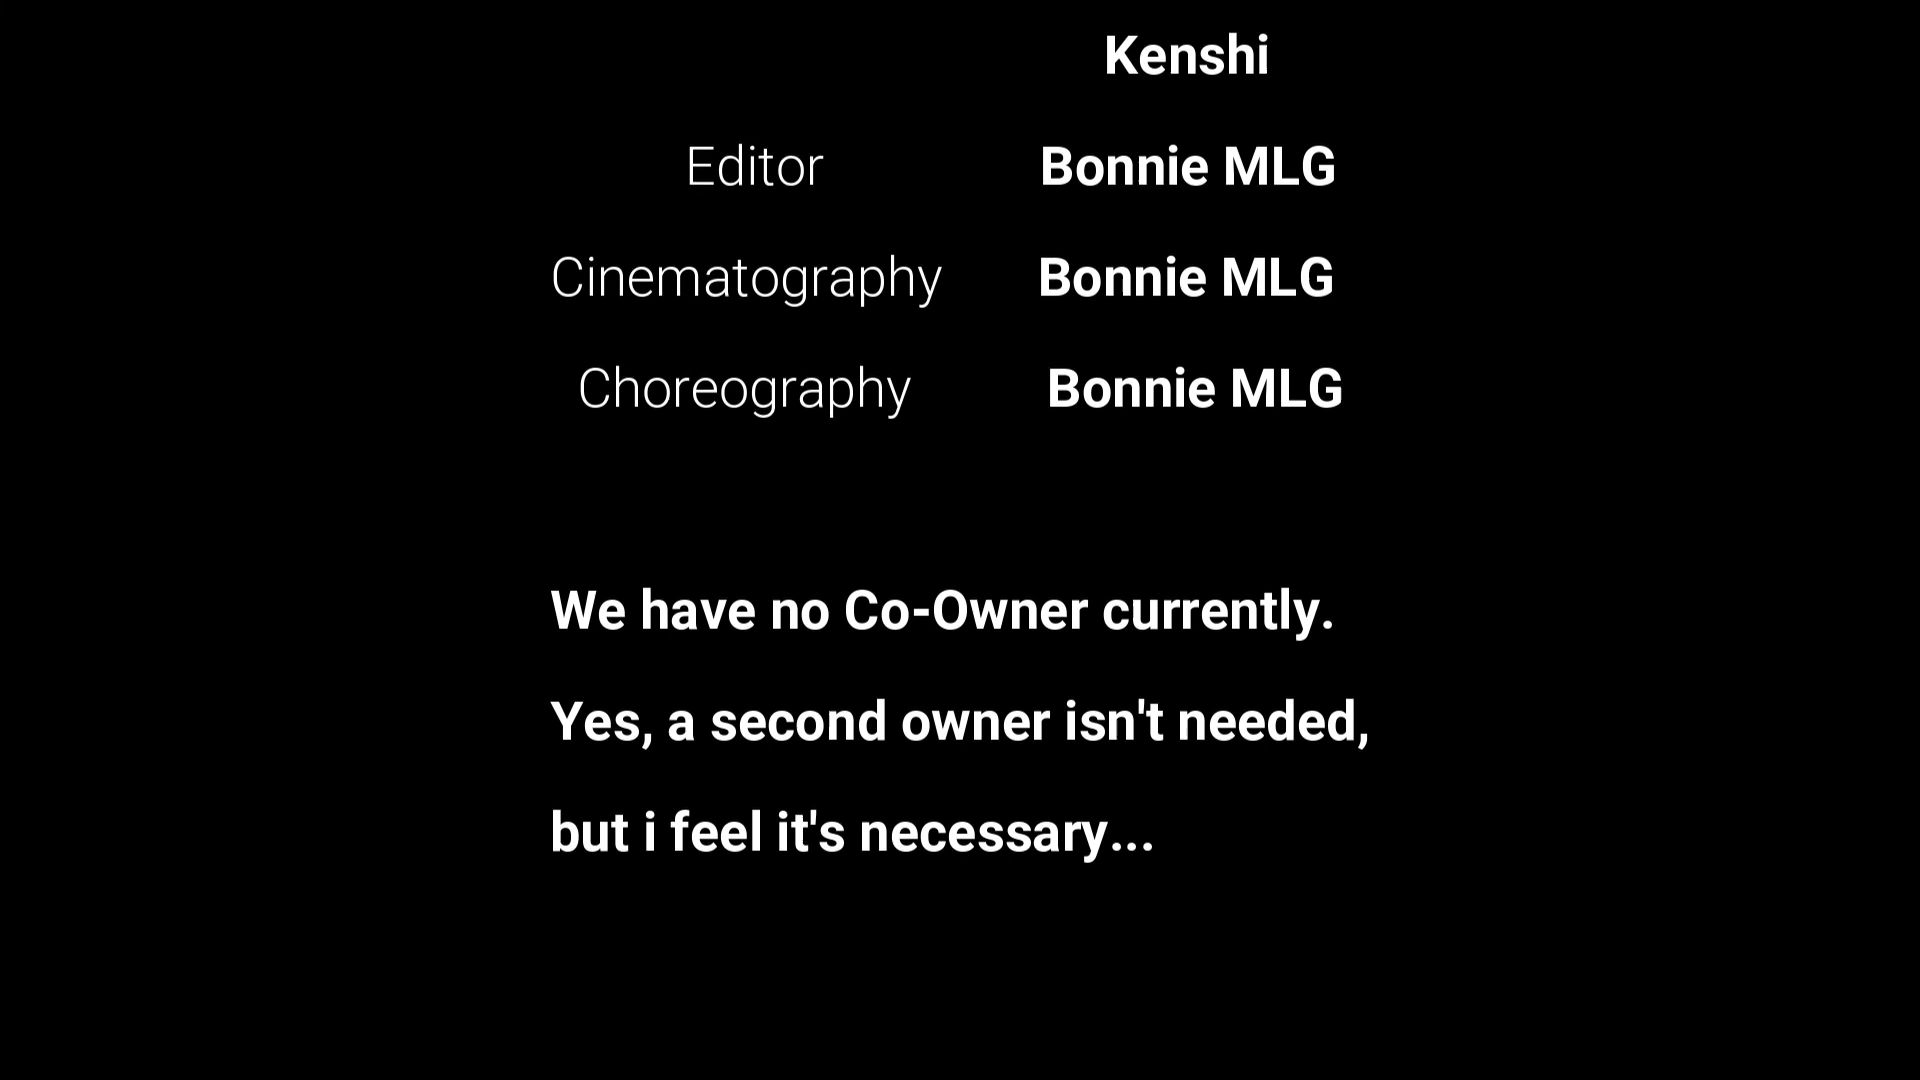 Kenshi
Editor Bonnie MLG
Cinematography Bonnie MLG
Choreography Bonnie MLG
We have no Co-Owner currently.
Yes, a second owner isn't needed,
but i feel it's necessary...